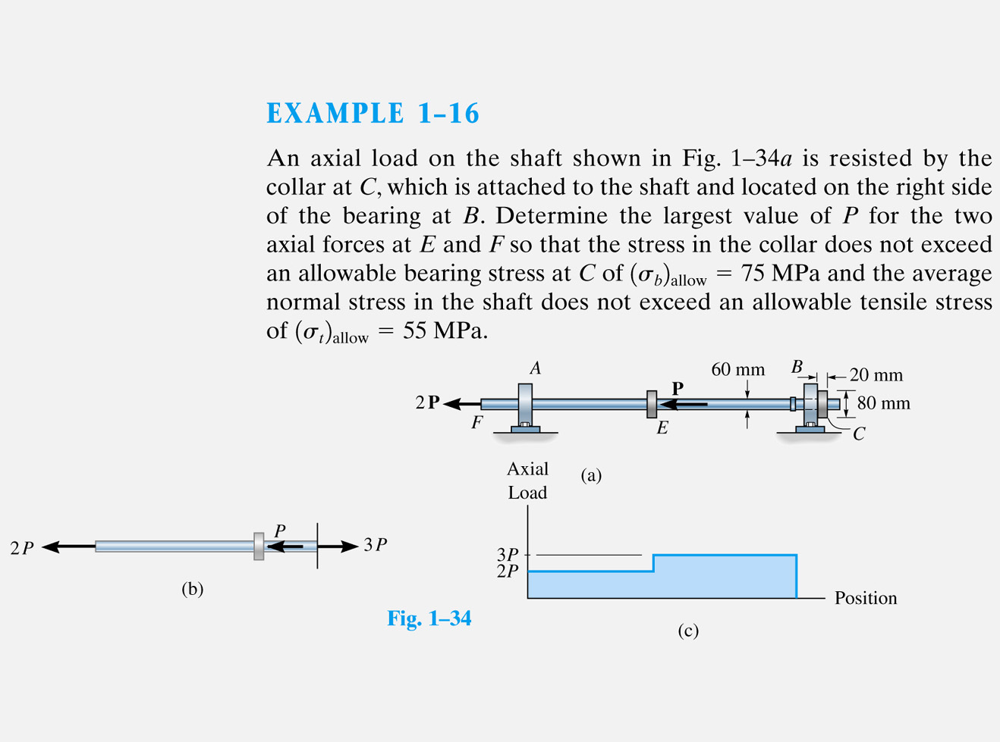 EXAMPLE 1–16
An axial load on the shaft shown in Fig. 1–34a is resisted by the
collar at C, which is attached to the shaft and located on the right side
of the bearing at B. Determine the largest value of P for the two
axial forces at E and F so that the stress in the collar does not exceed
an allowable bearing stress at C of (σb)allow = 75 MPa and the average
normal stress in the shaft does not exceed an allowable tensile stress
of (σt)allow = 55 MPa.
A
60 mm
B
20 mm
2P
P
80 mm
F
E
C
(a)
Axial
Load
3P
2P
Position
(c)
2P
P
3P
(b)
Fig. 1–34